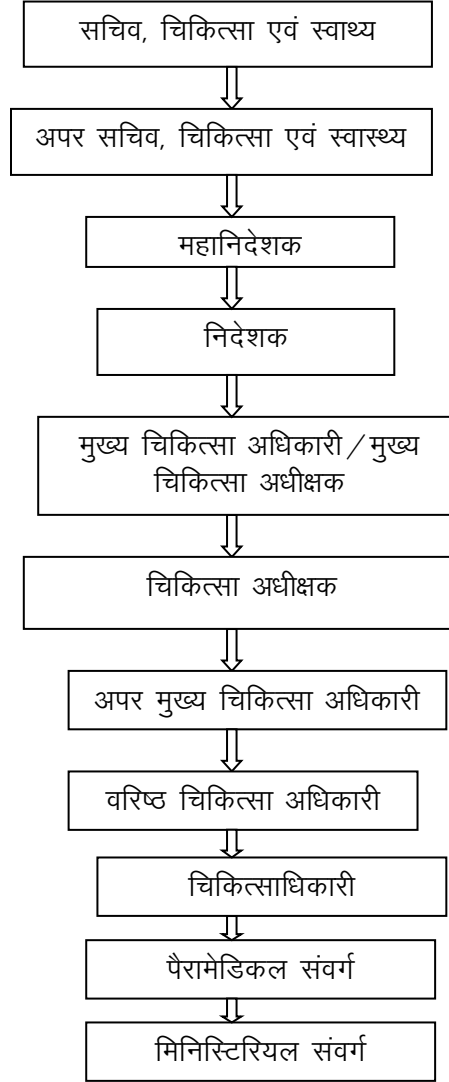 सचिव, चिकित्सा एवं स्वाथ्य
अपर सचिव, चिकित्सा एवं स्वास्थ्य
महानिदेशक
निदेशक
मुख्य चिकित्सा अधिकारी/मुख्य
चिकित्सा अधीक्षक
चिकित्सा अधीक्षक
अपर मुख्य चिकित्सा अधिकारी
वरिष्ठ चिकित्सा अधिकारी
चिकित्साधिकारी
पैरामेडिकल संवर्ग
मिनिस्टिरियल संवर्ग